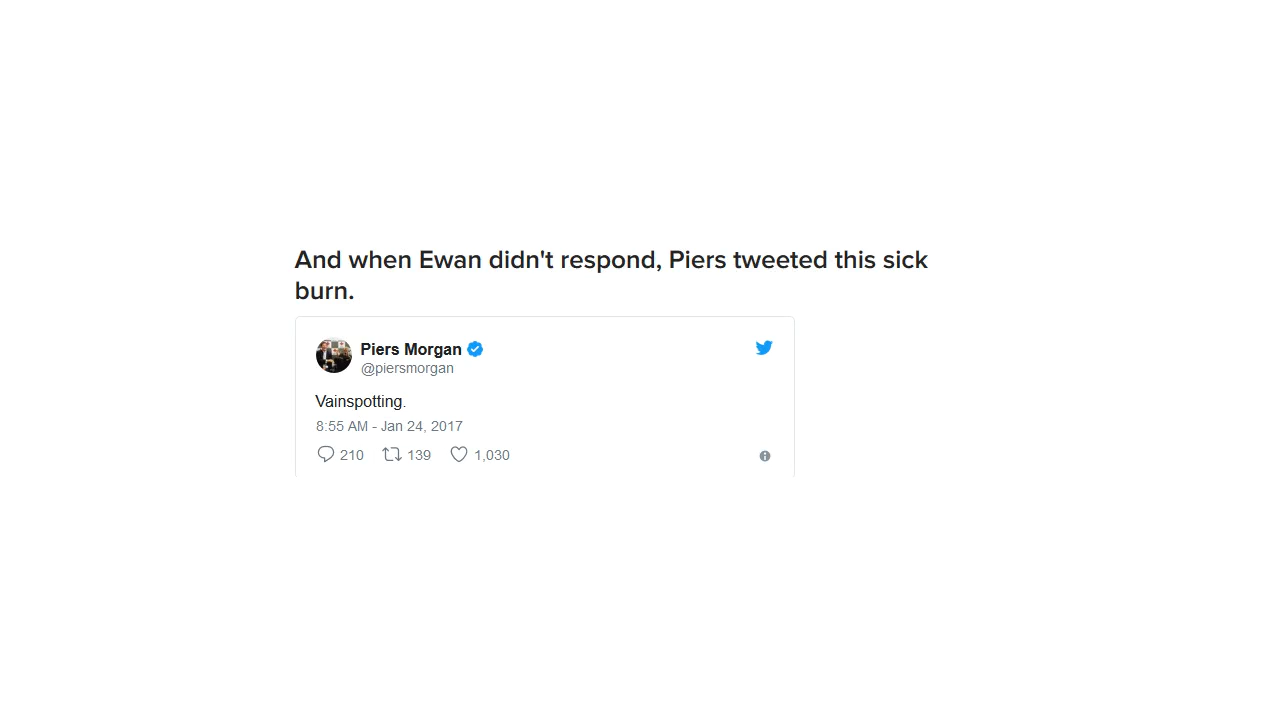 And when Ewan didn't respond, Piers tweeted this sick
burn.
Piers Morgan
@piersmorgan
Vainspotting.
8:55 AM - Jan 24, 2017
210 139 1,030